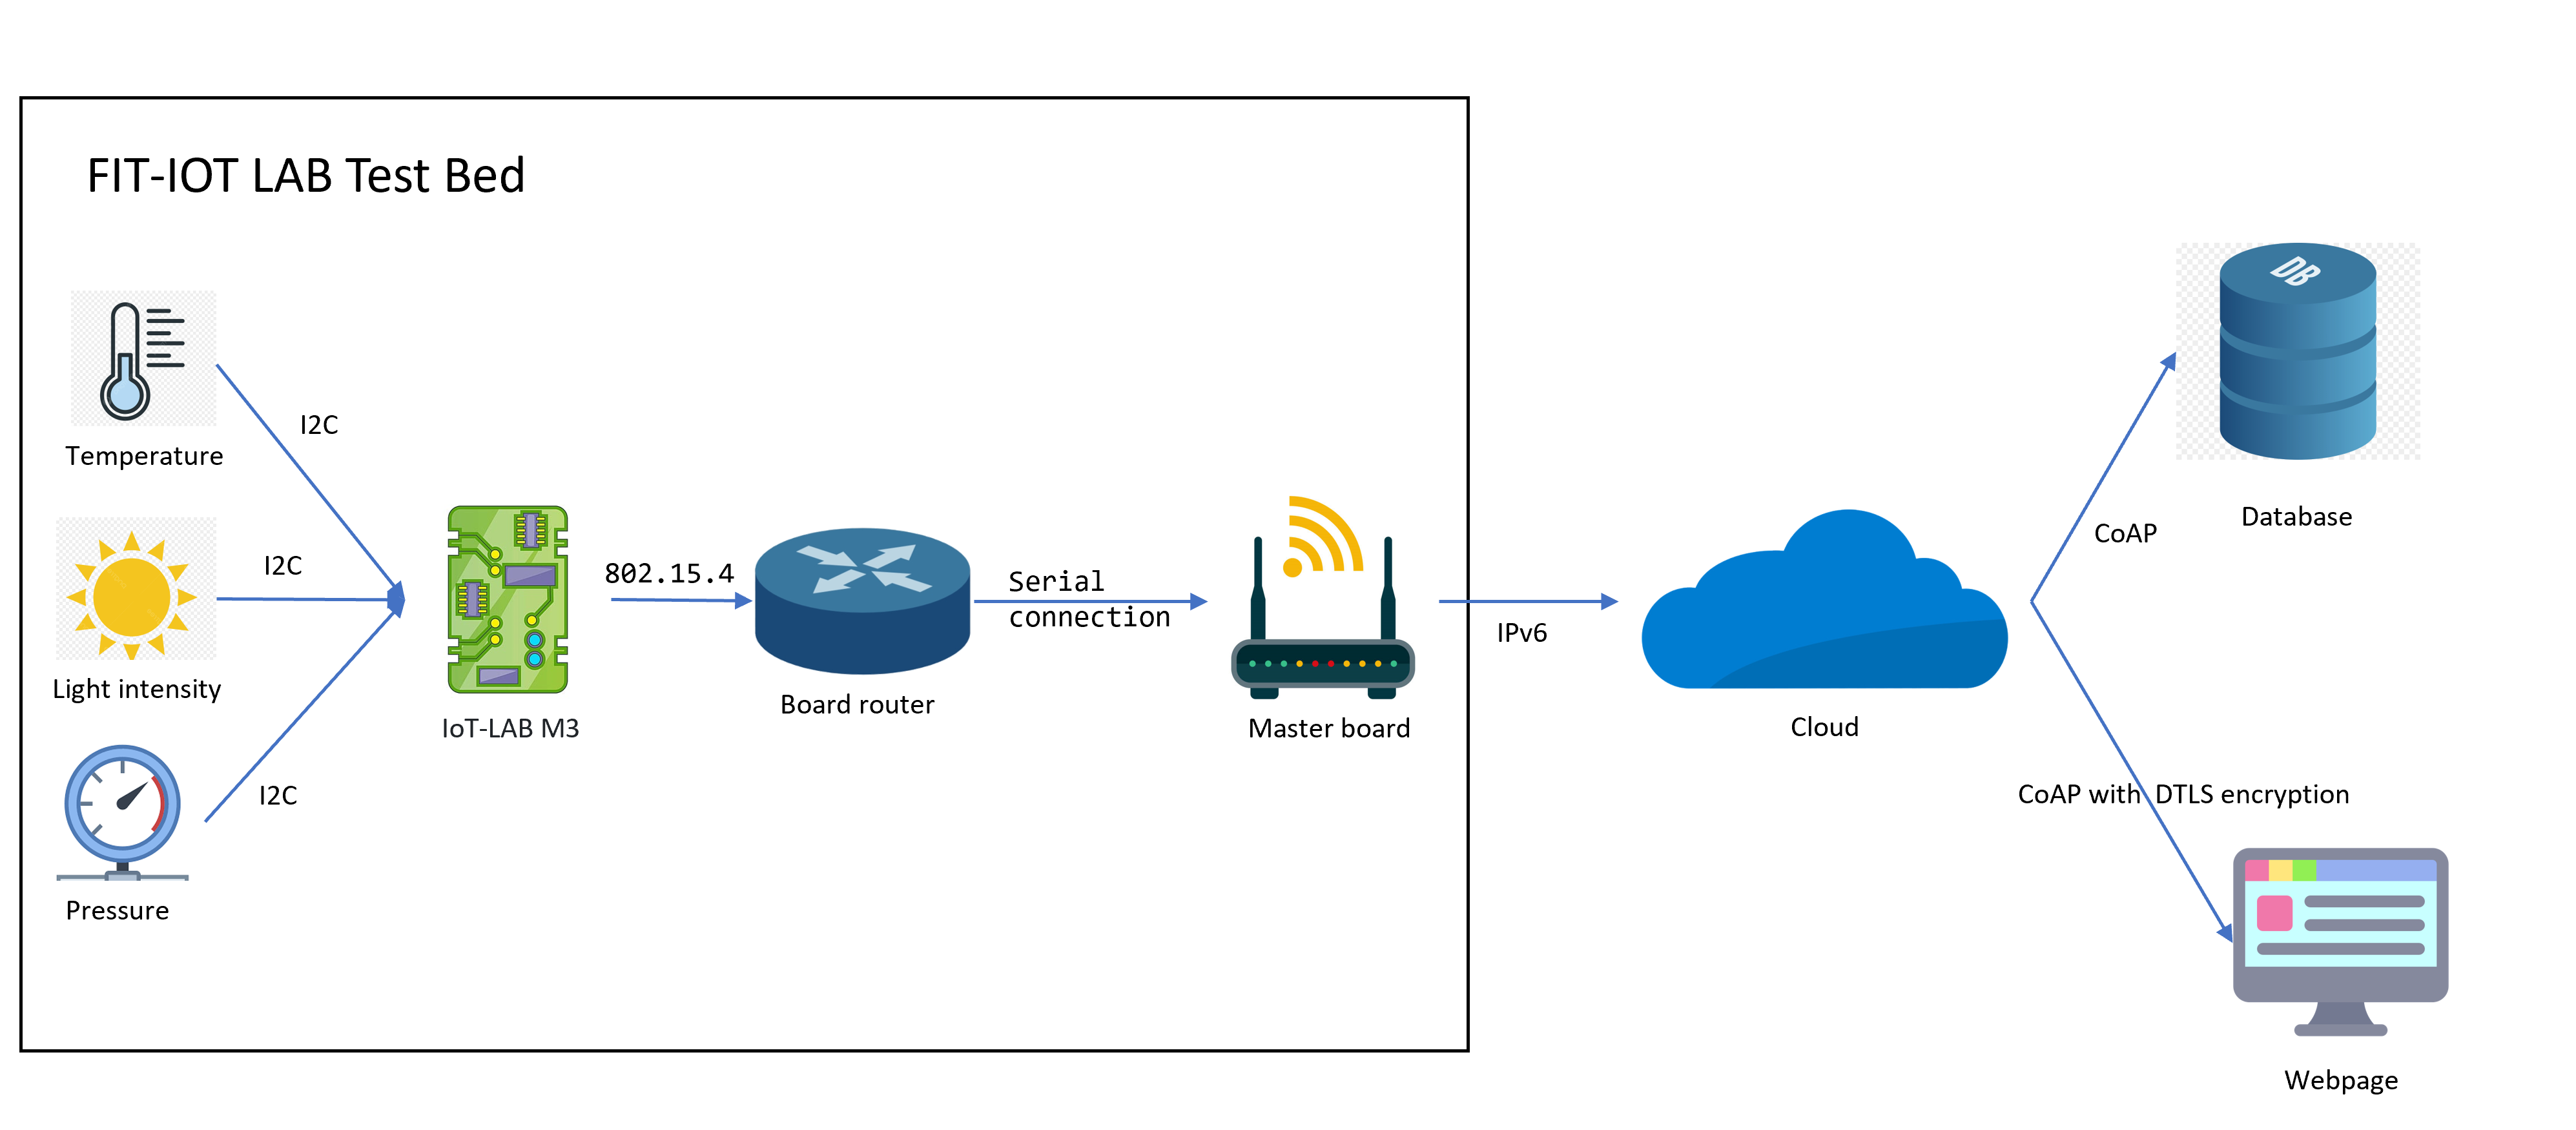 FIT-IOT LAB Test Bed
DB
I2C
Temperature
Database
CoAP
I2C
802.15.4
Serial
connection
IPv6
Light intensity
Board router
IoT-LAB M3
Master board
Cloud
I2C
CoAP with DTLS encryption
Pressure
Webpage